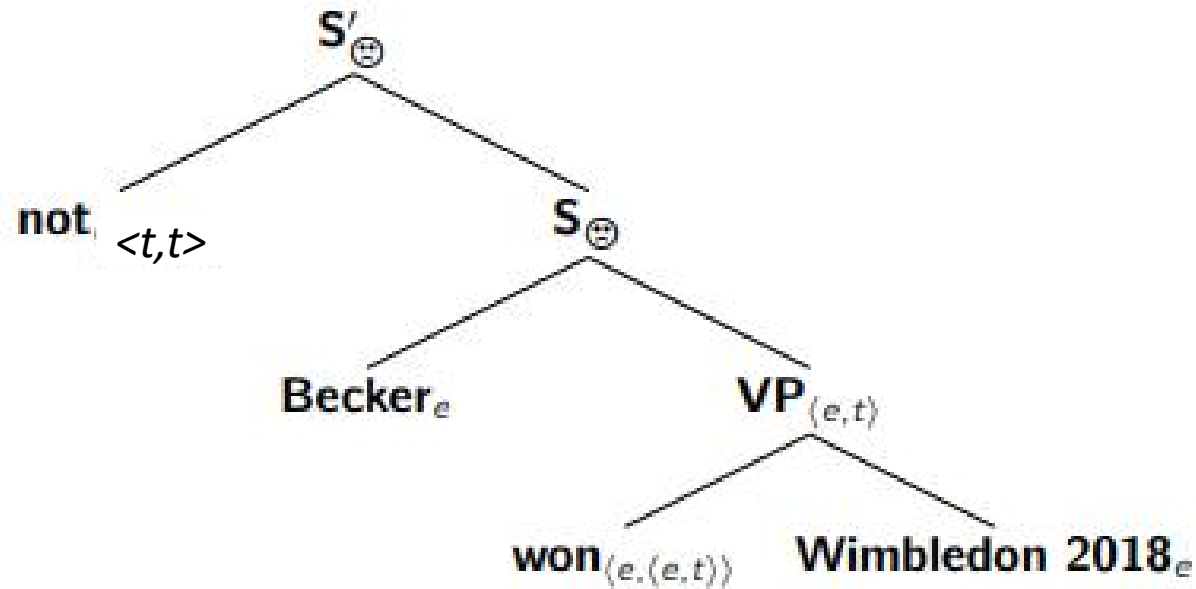 S′☹
not <t,t>
S☹
Becker e
VP ⟨e,t⟩
won ⟨e,⟨e,t⟩⟩
Wimbledon 2018 e